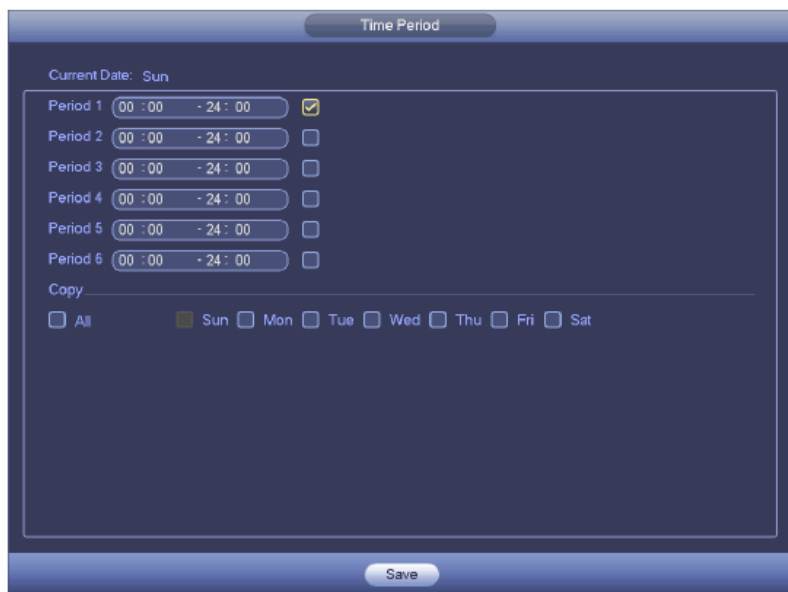 Time Period
Current Date: Sun
Period 1 00 :00 - 24 : 00
Period 2 00 :00 - 24 : 00
Period 3 00 :00 - 24 : 00
Period 4 00 :00 - 24 : 00
Period 5 00 :00 - 24 : 00
Period 6 00 :00 - 24 : 00
Copy
All Sun Mon Tue Wed Thu Fri Sat
Save